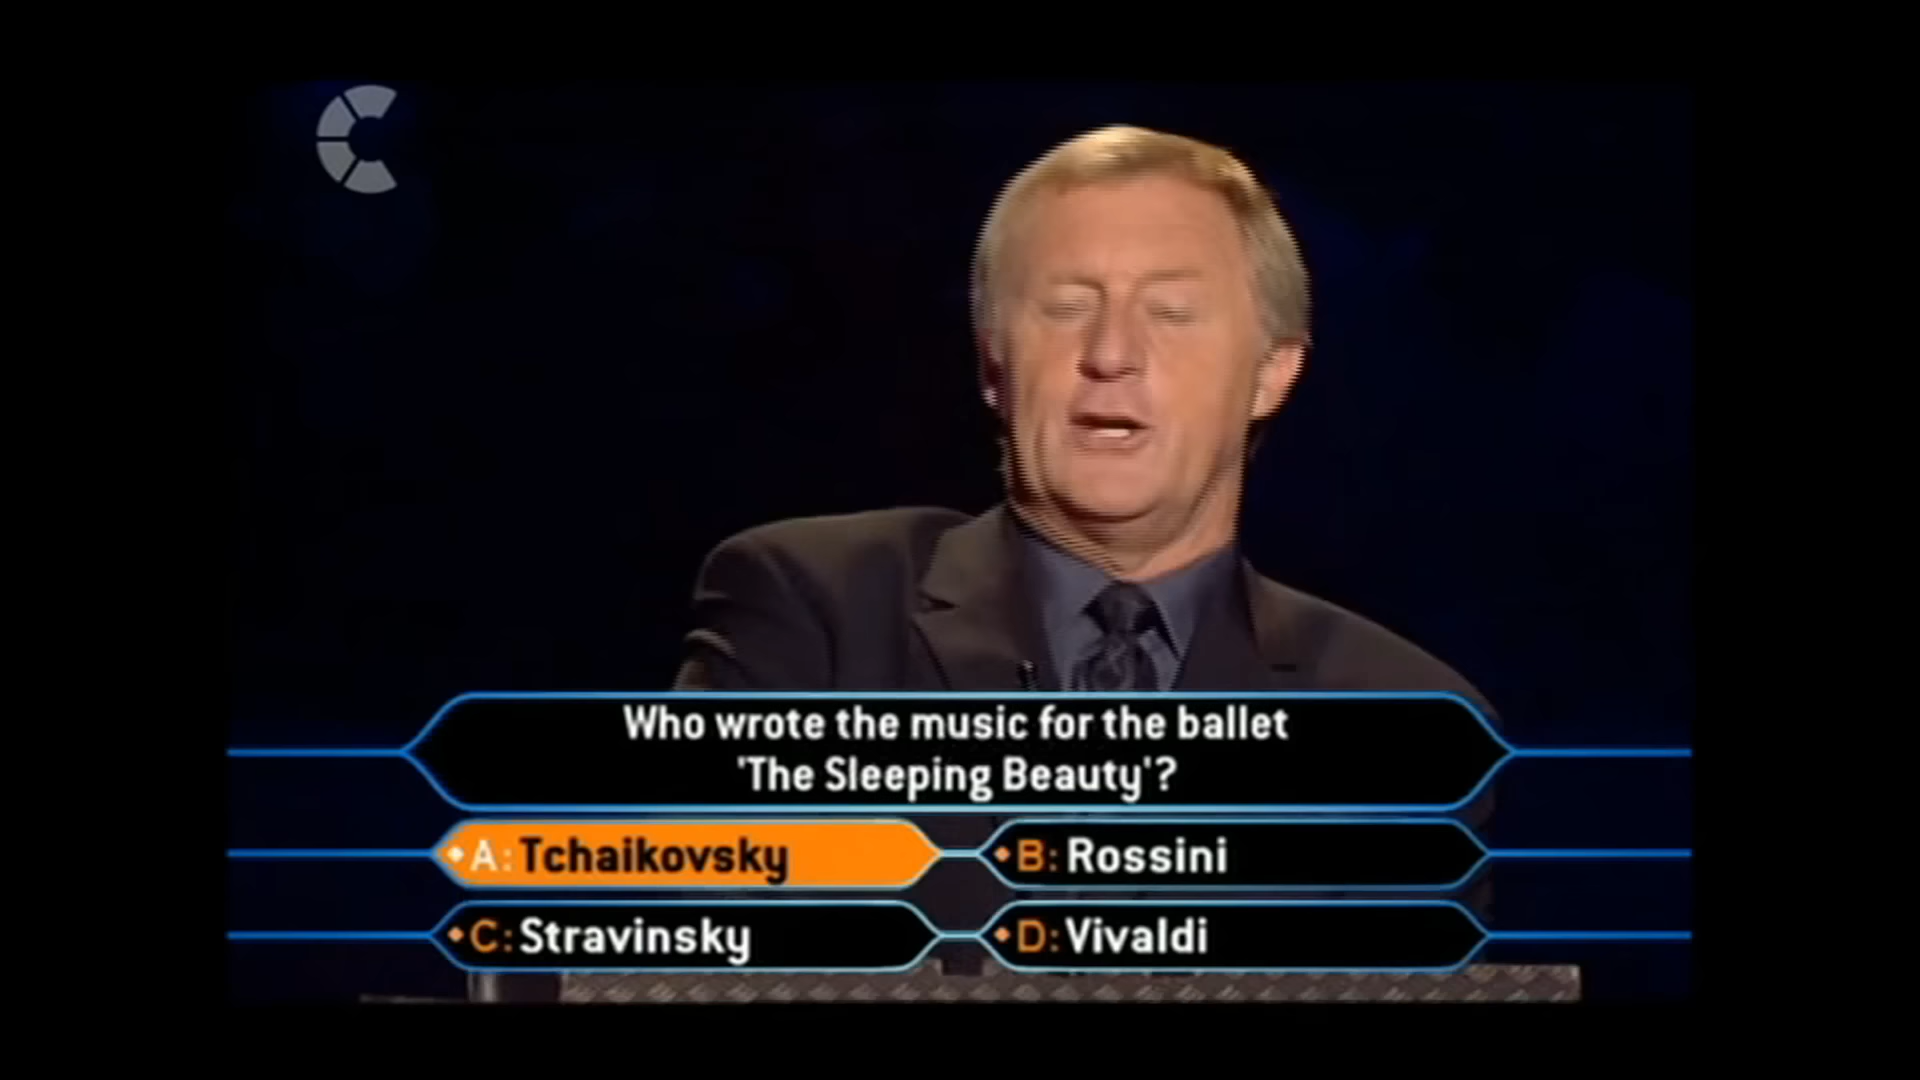 Who wrote the music for the ballet
'The Sleeping Beauty'?
A: Tchaikovsky
B: Rossini
C: Stravinsky
D: Vivaldi